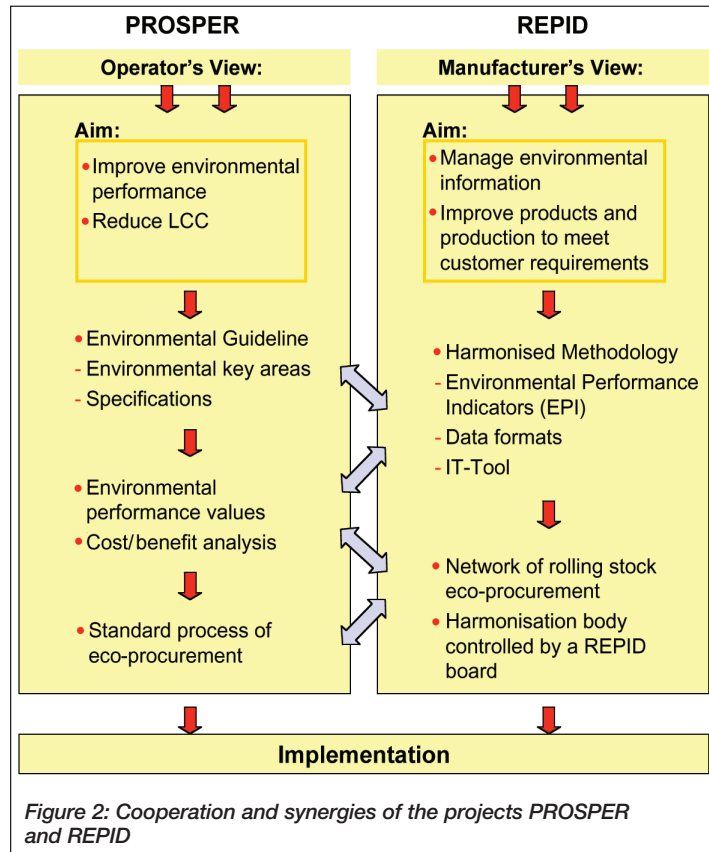 PROSPER
Operator's View:
Aim:
• Improve environmental
performance
• Reduce LCC
• Environmental Guideline
- Environmental key areas
- Specifications
• Environmental
performance values
• Cost/benefit analysis
• Standard process of
eco-procurement
REPID
Manufacturer's View:
Aim:
• Manage environmental
information
• Improve products and
production to meet
customer requirements
• Harmonised Methodology
- Environmental Performance
Indicators (EPI)
- Data formats
- IT-Tool
• Network of rolling stock
eco-procurement
• Harmonisation body
controlled by a REPID
board
Implementation
Figure 2: Cooperation and synergies of the projects PROSPER
and REPID